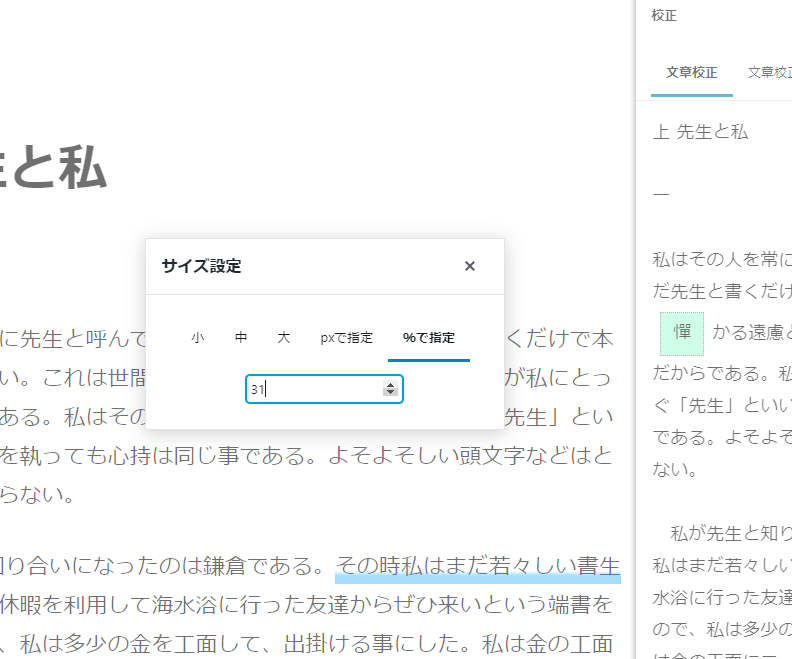 校正
文章校正
文章校正
上 先生と私
一
生と私
サイズ設定
×
小 中 大 pxで指定 %で指定
31
に先生と呼んで
くだけで本
い。これは世間
が私にとっ
ある。私はその
先生」とい
を執っても心持は同じ事である。よそよそしい頭文字などはと
らない。
知り合いになったのは鎌倉である。その時私はまだ若々しい書生
休暇を利用して海水浴に行った友達からぜひ来いという端書を
、私は多少の金を工面して、出掛ける事にした。私は金の工面
私はその人を常に
だ先生と書くだけ
憚 かる遠慮と
だからである。私
ぐ「先生」といい
である。よそよそ
ない。
私が先生と知り
私はまだ若々しい
水浴に行った友達
ので、私は多少の
は金の工面に二